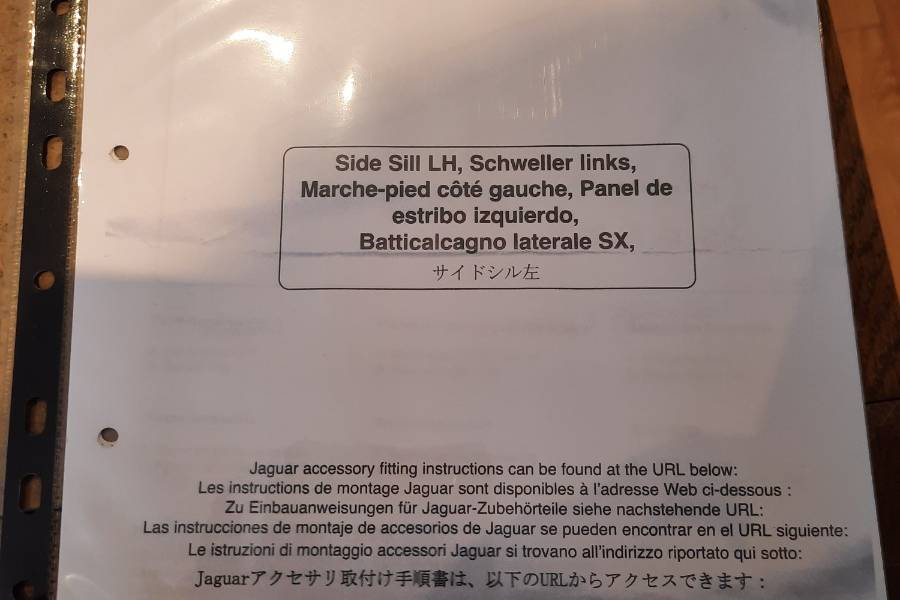 Side Sill LH, Schweller links,
Marche-pied côté gauche, Panel de
estribo izquierdo,
Batticalcagno laterale SX,
サイドシル左
Jaguar accessory fitting instructions can be found at the URL below:
Les instructions de montage Jaguar sont disponibles à l'adresse Web ci-dessous :
Zu Einbauanweisungen für Jaguar-Zubehörteile siehe nachstehende URL:
Las instrucciones de montaje de accesorios de Jaguar se pueden encontrar en el URL siguiente:
Le istruzioni di montaggio accessori Jaguar si trovano all'indirizzo riportato qui sotto:
Jaguarアクセサリ取付け手順書は、以下のURLからアクセスできます：